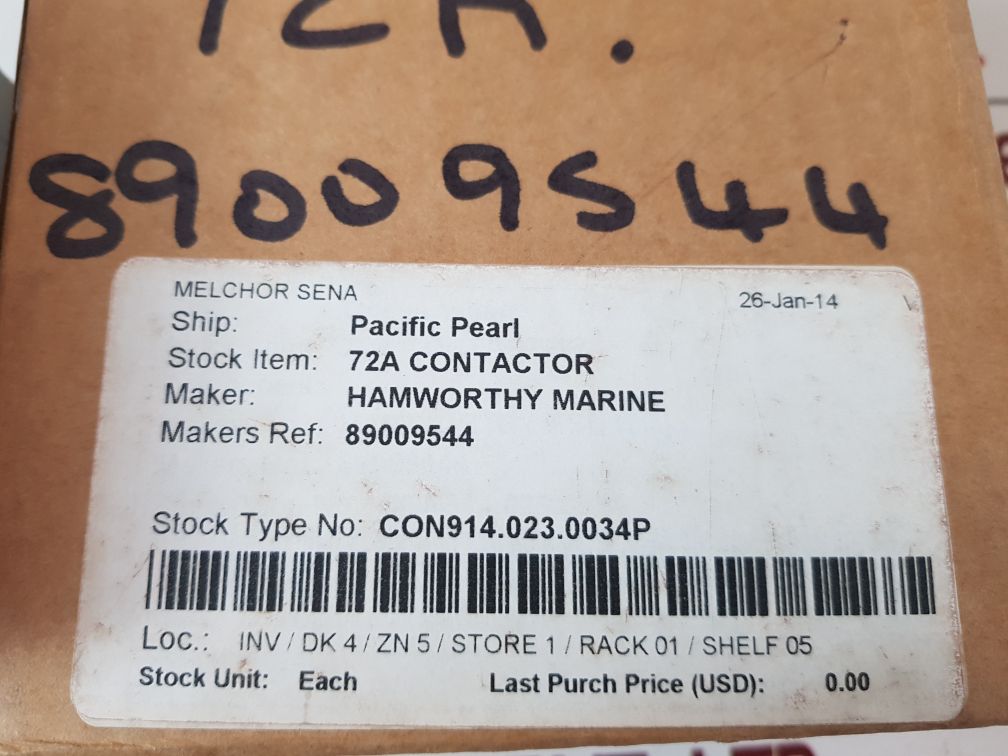 89009544
MELCHOR SENA 26-Jan-14
Ship: Pacific Pearl
Stock Item: 72A CONTACTOR
Maker: HAMWORTHY MARINE
Makers Ref: 89009544
Stock Type No: CON914.023.0034P
Loc.: INV / DK 4 / ZN 5 / STORE 1 / RACK 01 / SHELF 05
Stock Unit: Each Last Purch Price (USD): 0.00